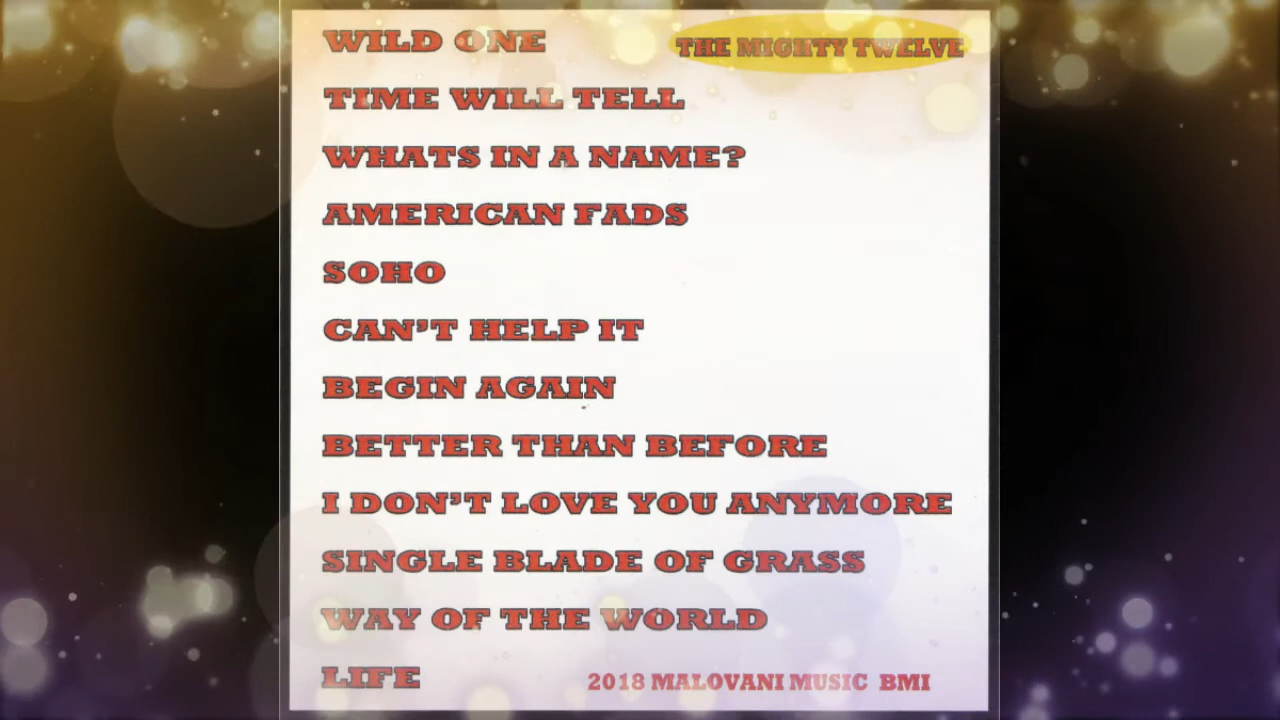 WILD ONE
THE MIGHTY TWELVE
TIME WILL TELL
WHATS IN A NAME?
AMERICAN FADS
SOHO
CAN'T HELP IT
BEGIN AGAIN
BETTER THAN BEFORE
I DON'T LOVE YOU ANYMORE
SINGLE BLADE OF GRASS
WAY OF THE WORLD
LIFE
2018 MALOVANI MUSIC BMI